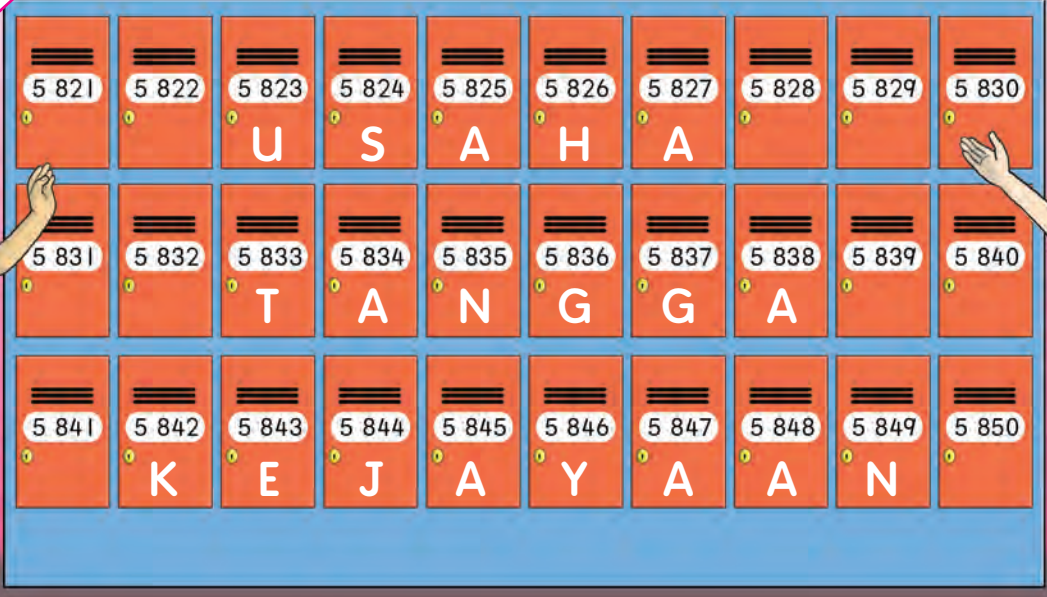 5 821 5 822 5 823 5 824 5 825 5 826 5 827 5 828 5 829 5 830
U S A H A
5 831 5 832 5 833 5 834 5 835 5 836 5 837 5 838 5 839 5 840
T A N G G A
5 841 5 842 5 843 5 844 5 845 5 846 5 847 5 848 5 849 5 850
K E J A Y A A N